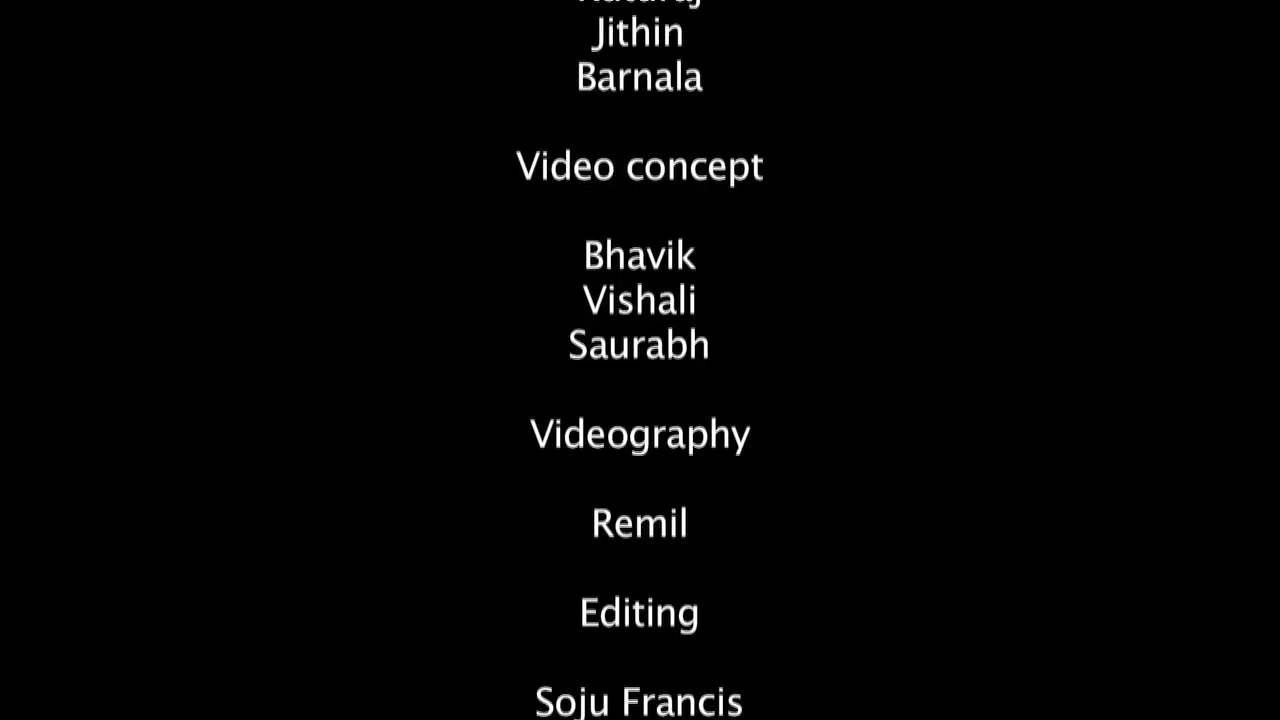 Jithin
Barnala
Video concept
Bhavik
Vishali
Saurabh
Videography
Remil
Editing
Soju Francis